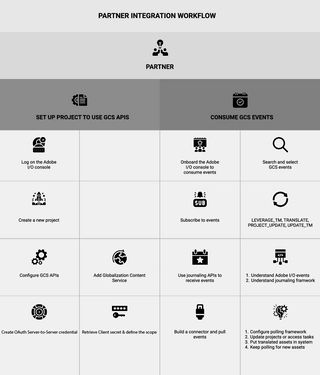 PARTNER INTEGRATION WORKFLOW
PARTNER
SET UP PROJECT TO USE GCS APIS
CONSUME GCS EVENTS
Log on the Adobe
I/O console
Onboard the Adobe
I/O console to
consume events
Search and select
GCS events
Create a new project
SUB
Subscribe to events
LEVERAGE_TM, TRANSLATE,
PROJECT_UPDATE, UPDATE_TM
Configure GCS APIs
Add Globalization Content
Service
Use journaling APIs to
receive events
1. Understand Adobe I/O events
2. Understand journaling framwork
Create OAuth Server-to-Server credential
Retrieve Client secret & define the scope
Build a connector and pull
events
1. Configure polling framework
2. Update projects or access tasks
3. Put translated assets in system
4. Keep polling for new assets